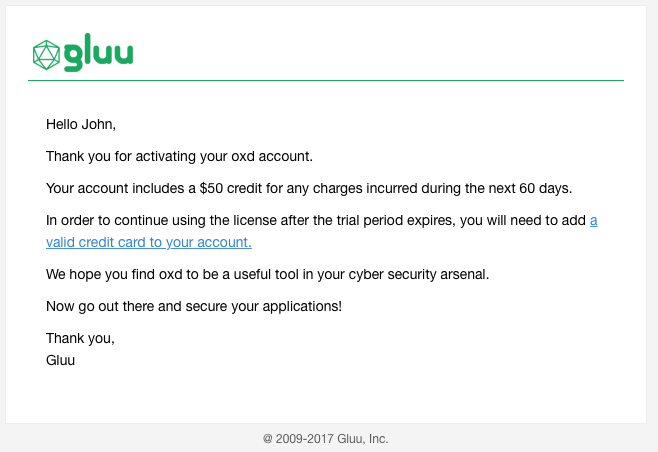 gluu
Hello John,
Thank you for activating your oxd account.
Your account includes a $50 credit for any charges incurred during the next 60 days.
In order to continue using the license after the trial period expires, you will need to add a
valid credit card to your account.
We hope you find oxd to be a useful tool in your cyber security arsenal.
Now go out there and secure your applications!
Thank you,
Gluu
@ 2009-2017 Gluu, Inc.